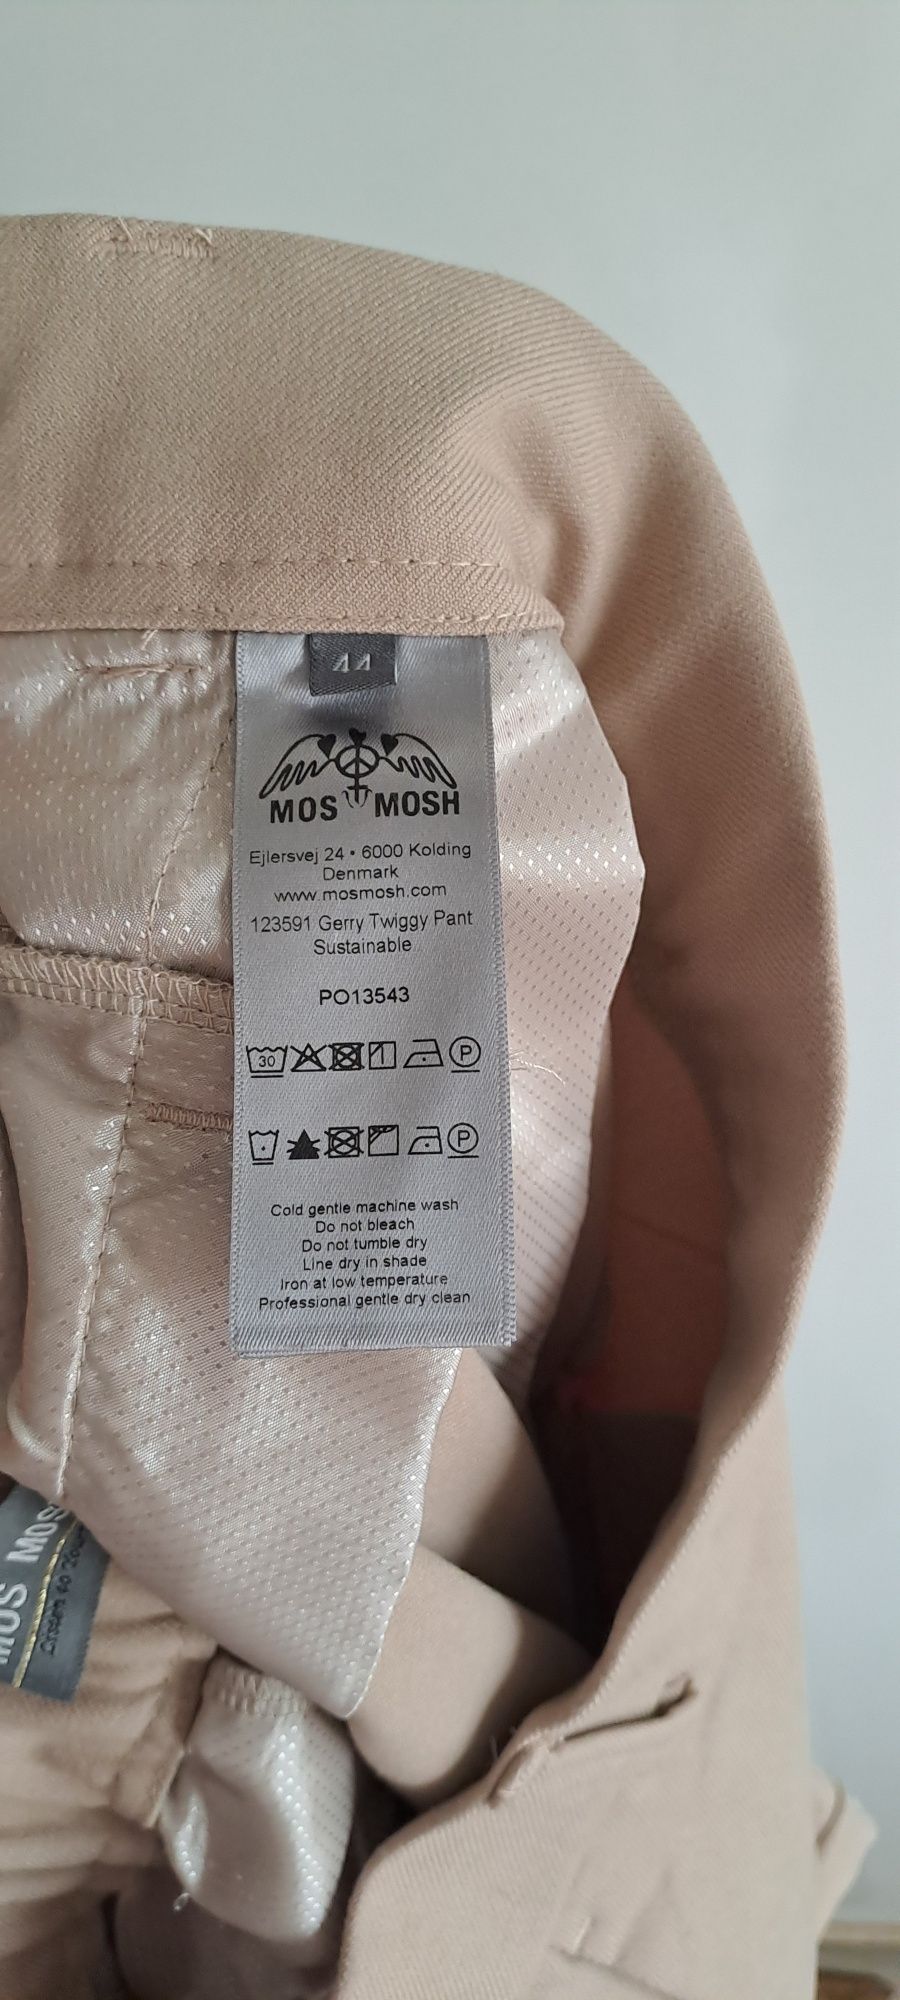 44
MOS MOSH
Ejlersvej 24 • 6000 Kolding
Denmark
www.mosmosh.com
123591 Gerry Twiggy Pant
Sustainable
PO13543
30
P
P
Cold gentle machine wash
Do not bleach
Do not tumble dry
Line dry in shade
Iron at low temperature
Professional gentle dry clean
MOS MOS